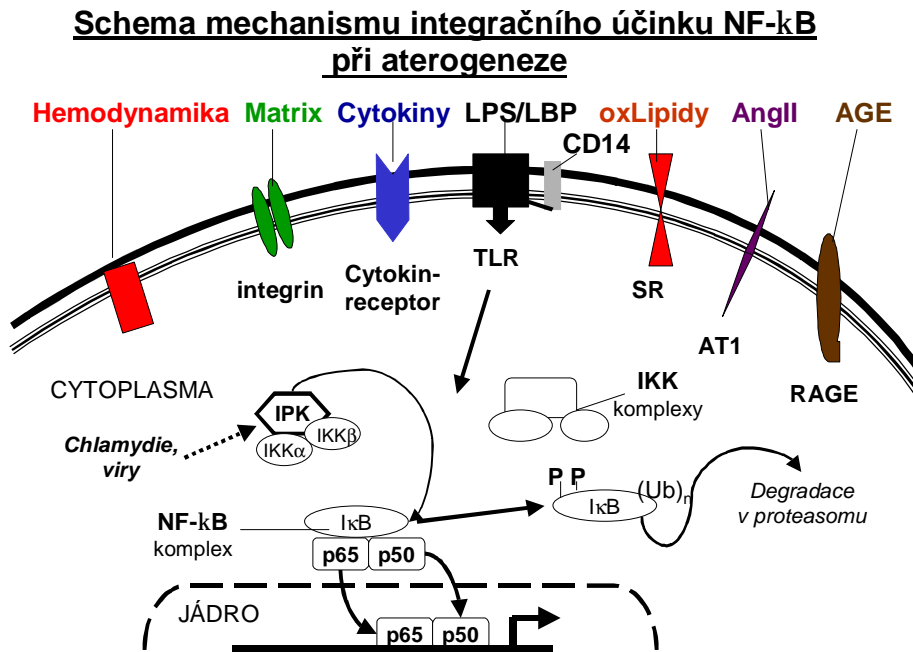 Schema mechanismu integračního účinku NF-kB
při aterogeneze
Hemodynamika Matrix Cytokiny LPS/LBP oxLipidy AngII AGE
CD14
TLR
integrin
Cytokin-
receptor
SR
AT1
RAGE
CYTOPLASMA
IKK
komplexy
IPK
IKKα
IKKβ
Chlamydie,
viry
P P
IκB
(Ub)n
Degradace
v proteasomu
NF-kB
komplex
IκB
p65 p50
JÁDRO
p65 p50